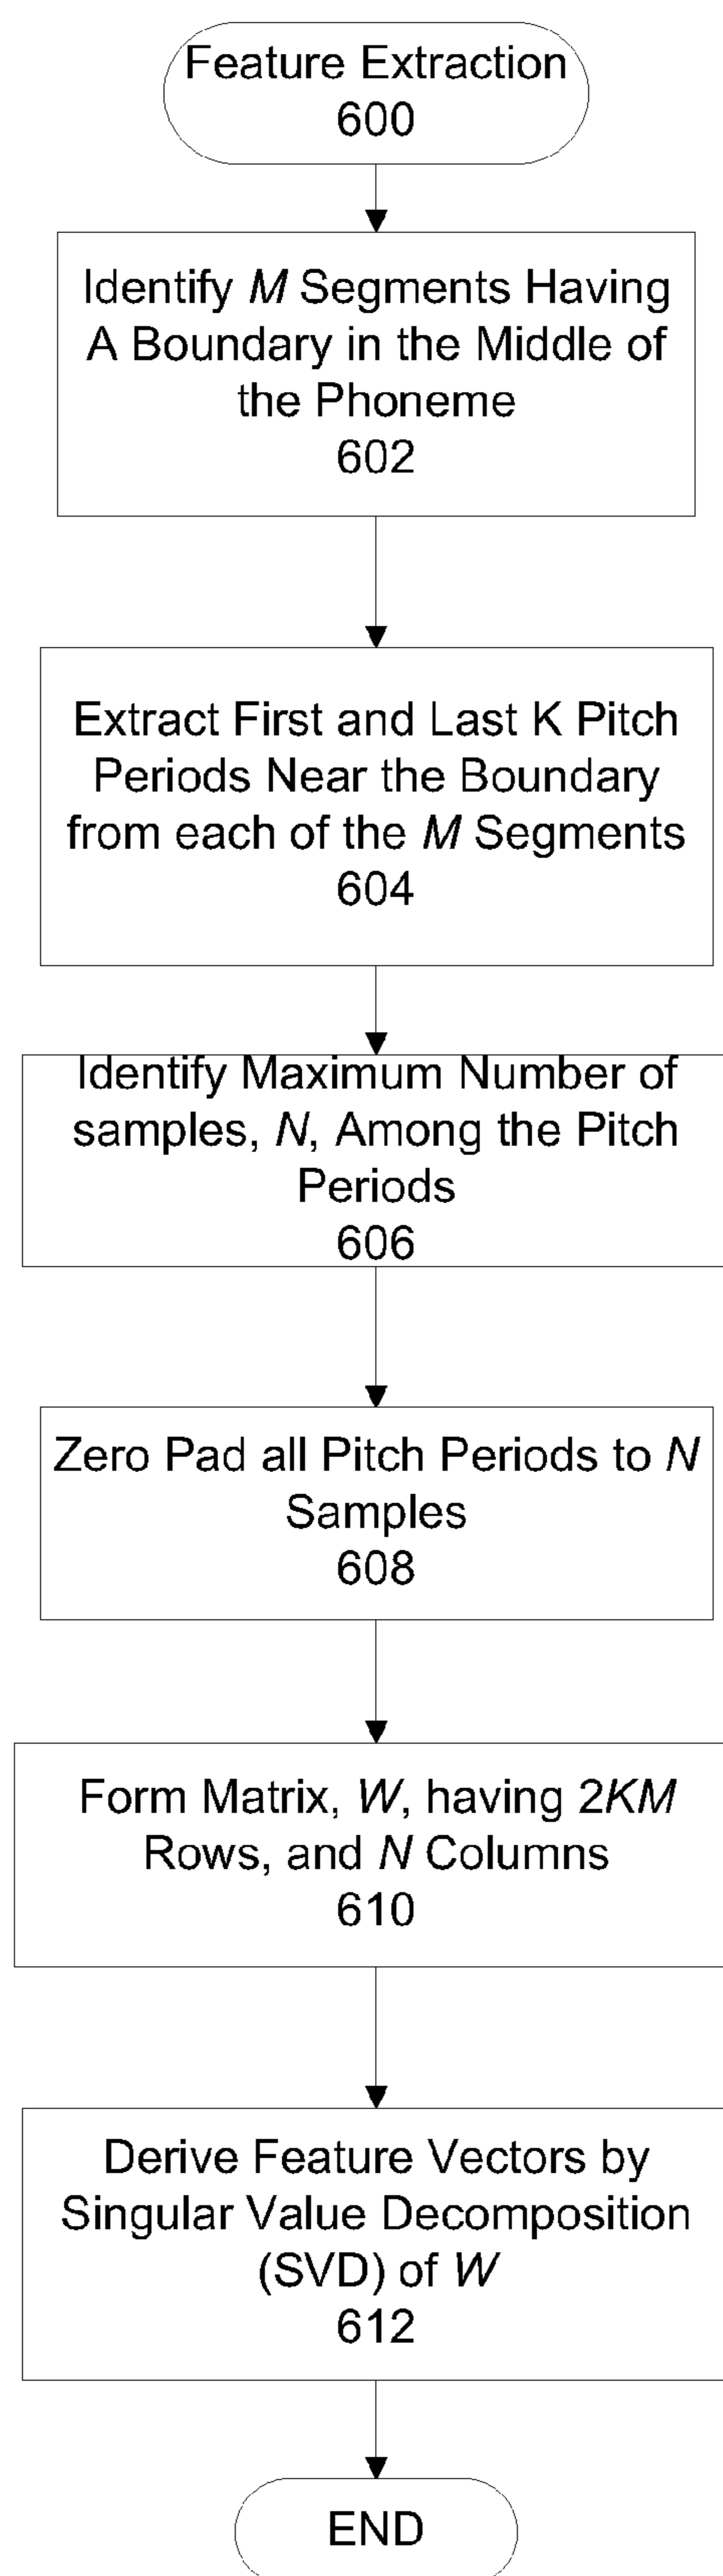 Feature Extraction
600
Identify M Segments Having
A Boundary in the Middle of
the Phoneme
602
Extract First and Last K Pitch
Periods Near the Boundary
from each of the M Segments
604
Identify Maximum Number of
samples, N, Among the Pitch
Periods
606
Zero Pad all Pitch Periods to N
Samples
608
Form Matrix, W, having 2KM
Rows, and N Columns
610
Derive Feature Vectors by
Singular Value Decomposition
(SVD) of W
612
END